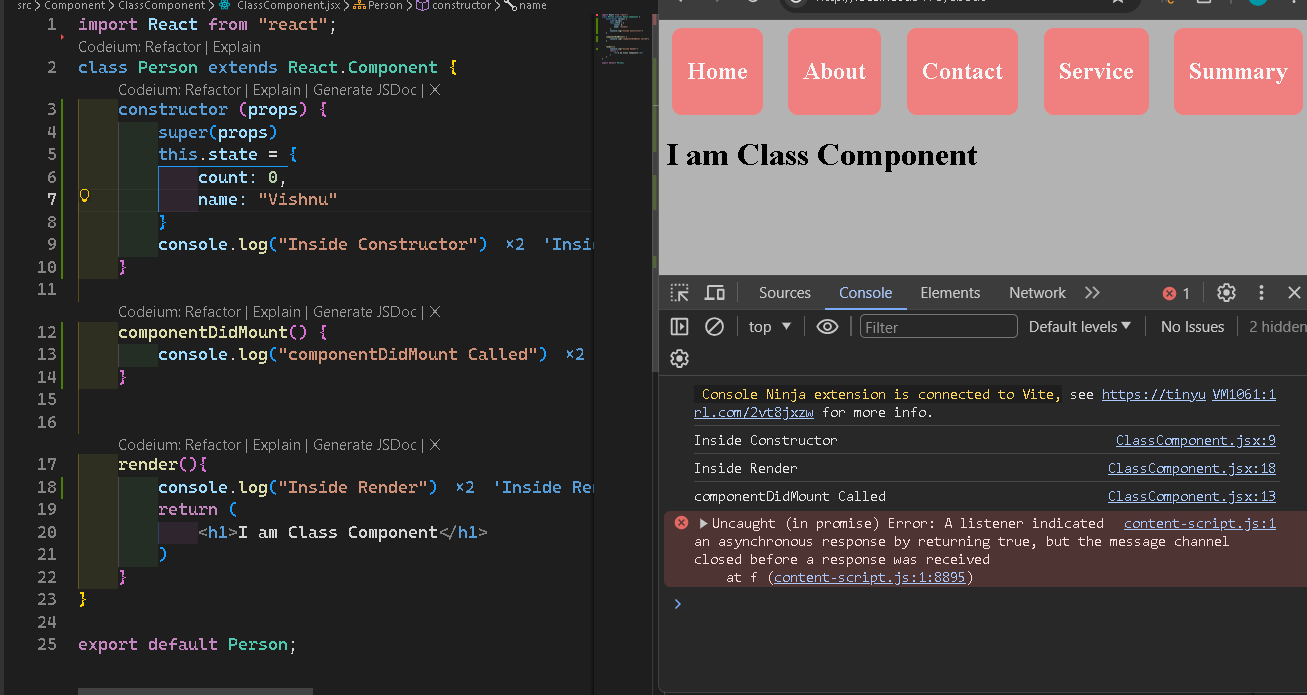 src > Component > ClassComponent > ClassComponent.jsx > Person > constructor > name
1 import React from "react";
Codeium: Refactor | Explain
2 class Person extends React.Component {
Codeium: Refactor | Explain | Generate JSDoc | X
3 constructor (props) {
4 super(props)
5 this.state = {
6 count: 0,
7 name: "Vishnu"
8 }
9 console.log("Inside Constructor") ×2 'Insi
10 }
11
Codeium: Refactor | Explain | Generate JSDoc | X
12 componentDidMount() {
13 console.log("componentDidMount Called") ×2
14 }
15
16
Codeium: Refactor | Explain | Generate JSDoc | X
17 render(){
18 console.log("Inside Render") ×2 'Inside Re
19 return (
20 <h1>I am Class Component</h1>
21 )
22 }
23 }
24
25 export default Person;
Home About Contact Service Summary
I am Class Component
Sources Console Elements Network >> 1
top Filter Default levels No Issues 2 hidden
Console Ninja extension is connected to Vite, see https://tinyu VM1061:1
rl.com/2vt8jxzw for more info.
Inside Constructor ClassComponent.jsx:9
Inside Render ClassComponent.jsx:18
componentDidMount Called ClassComponent.jsx:13
Uncaught (in promise) Error: A listener indicated content-script.js:1
an asynchronous response by returning true, but the message channel
closed before a response was received
at f (content-script.js:1:8895)